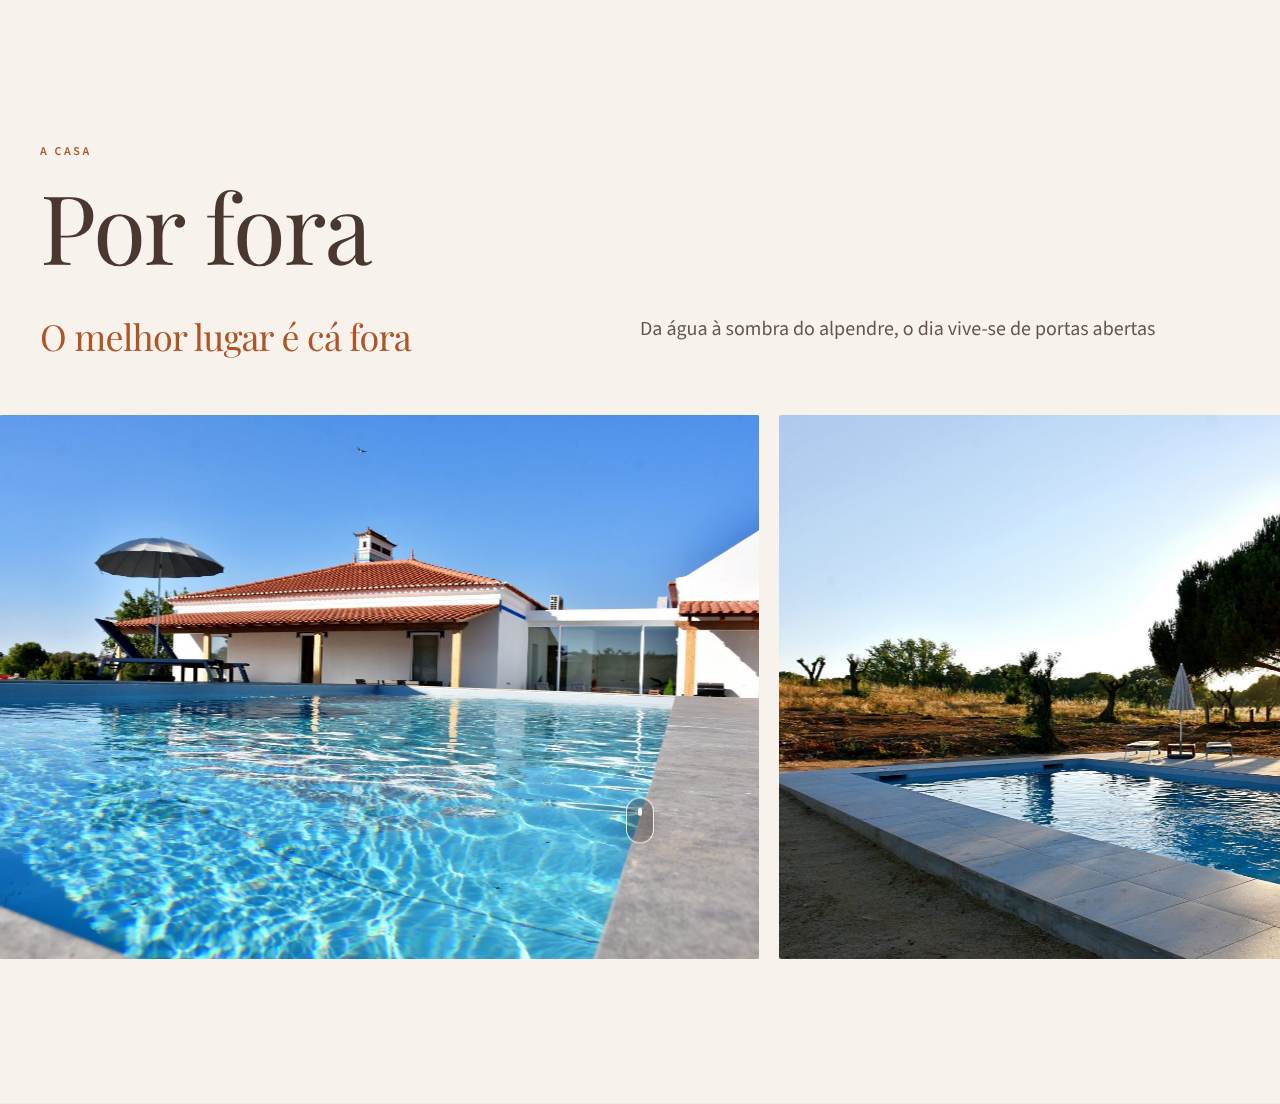 A CASA
Por fora
O melhor lugar é cá fora
Da água à sombra do alpendre, o dia vive-se de portas abertas